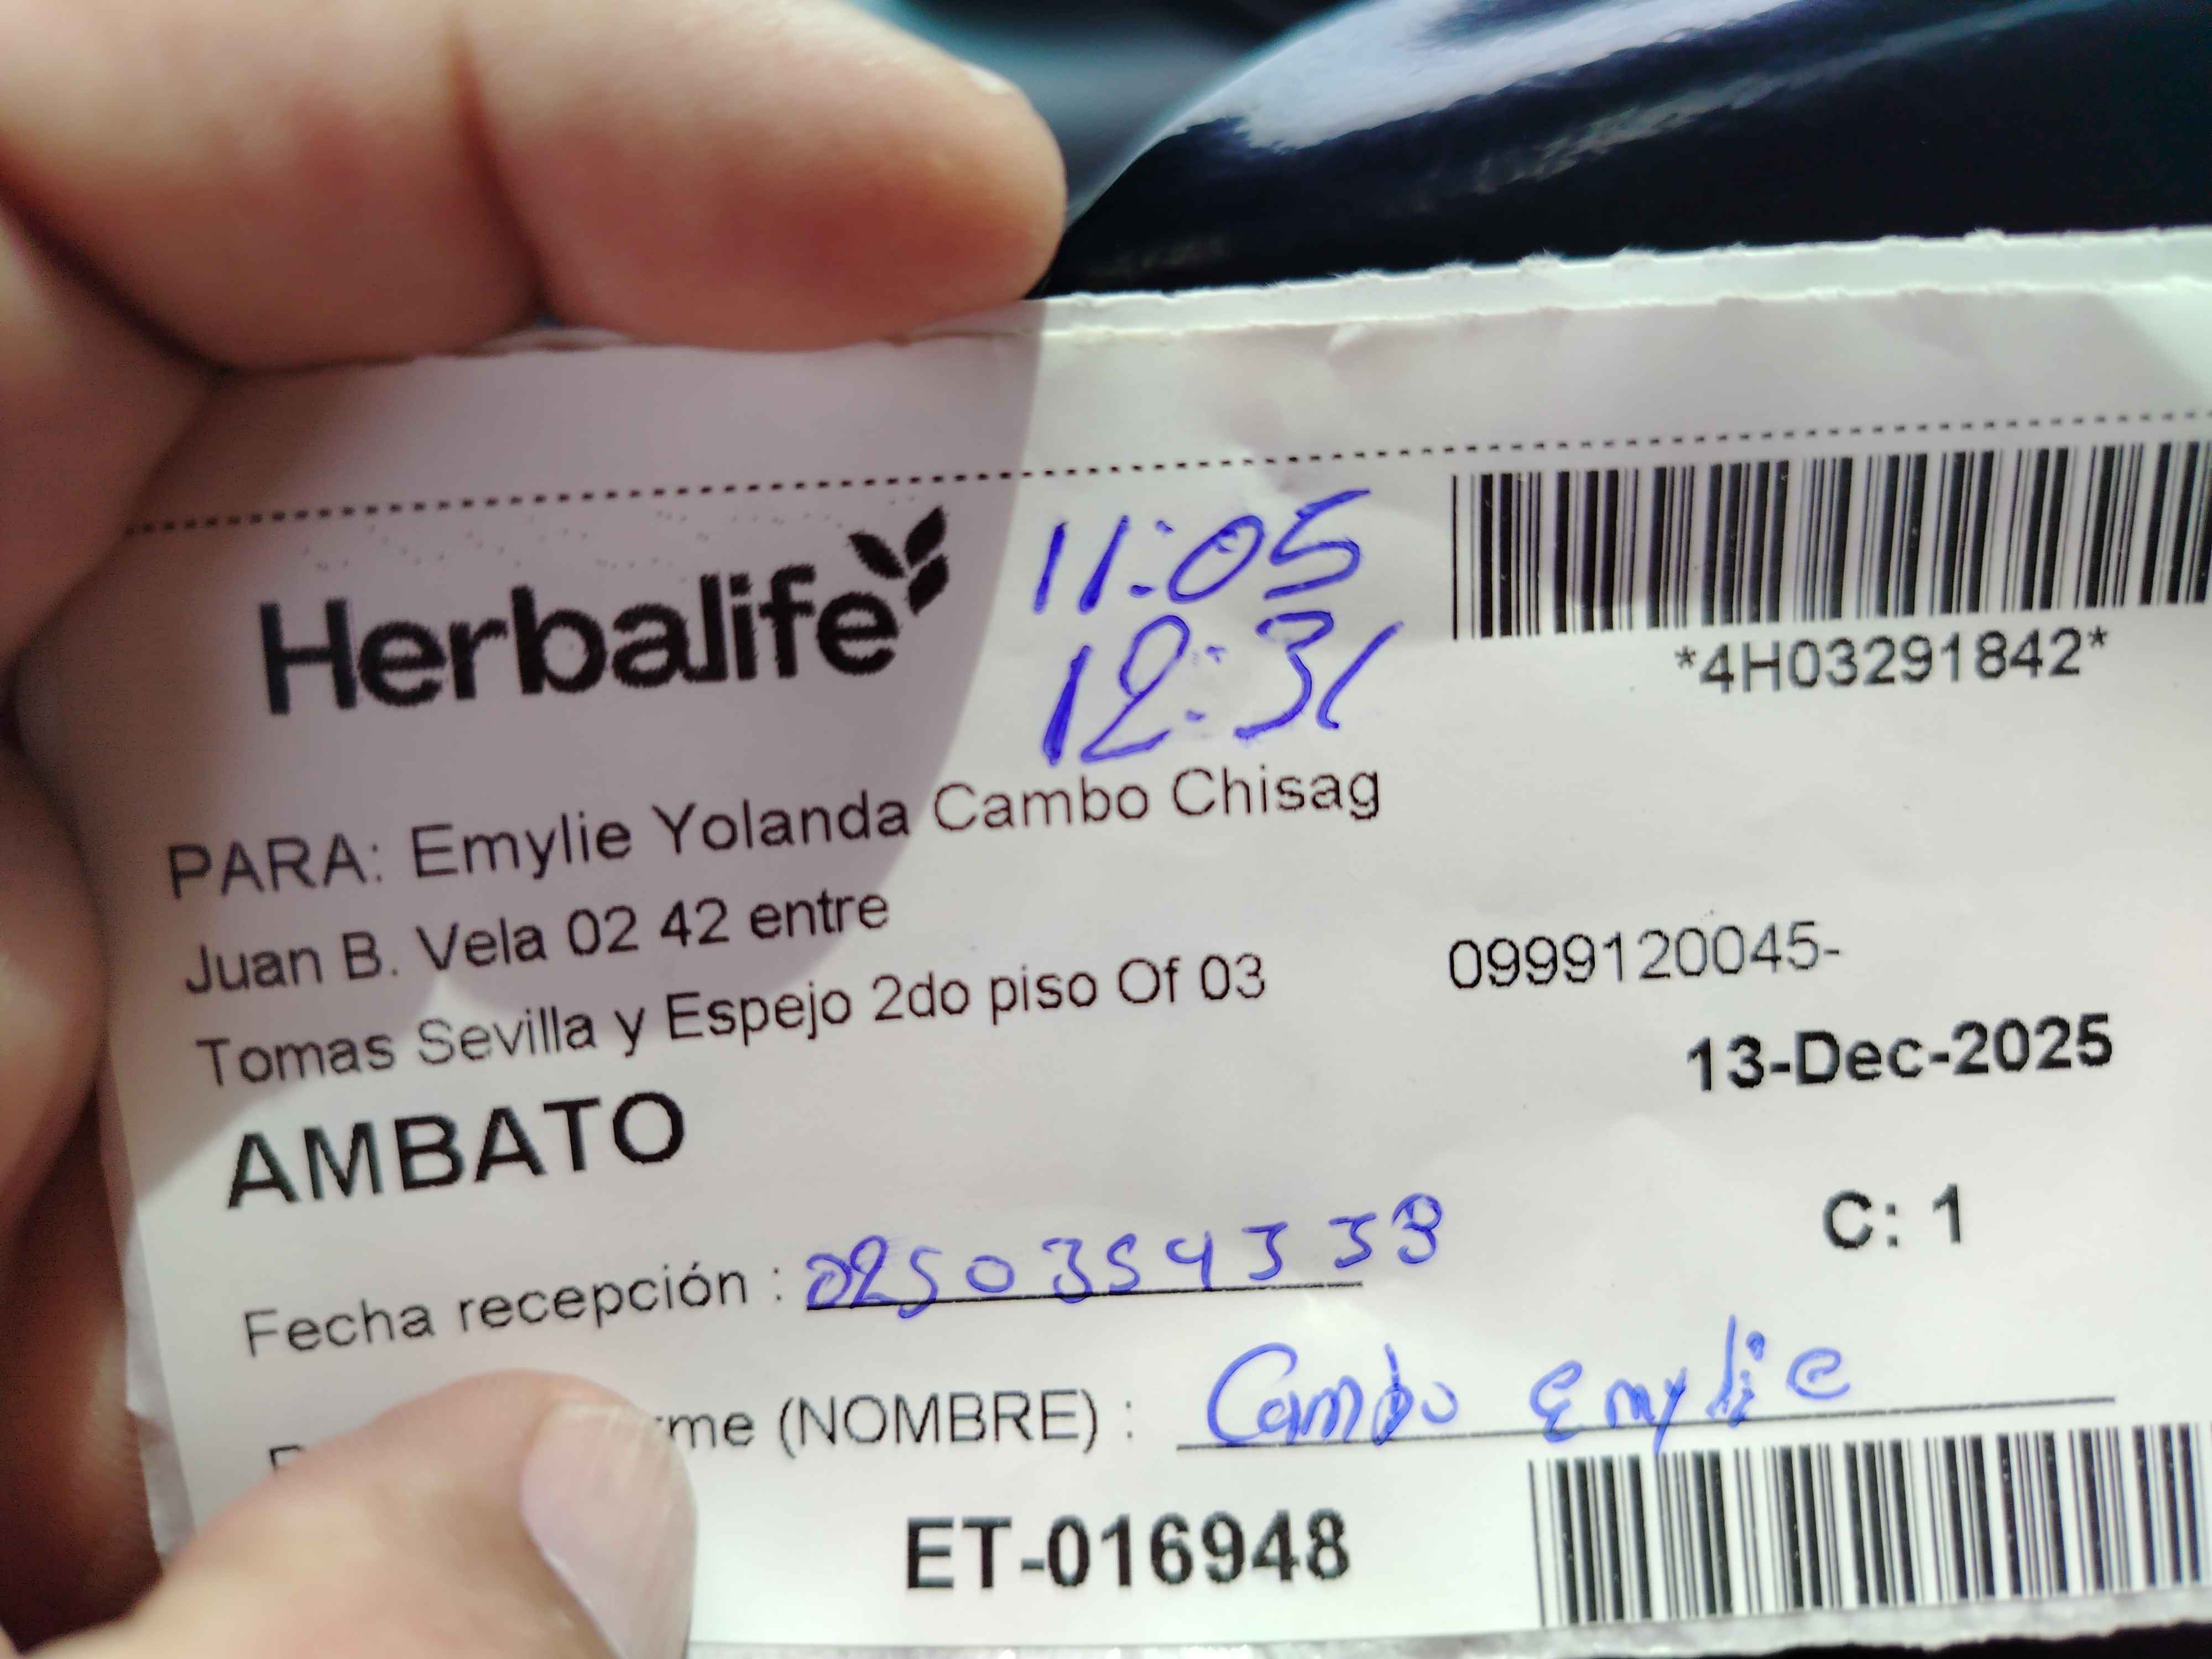 Herbalife
11:05
12:31
*4H03291842*
PARA: Emylie Yolanda Cambo Chisag
Juan B. Vela 02 42 entre
Tomas Sevilla y Espejo 2do piso Of 03
0999120045-
13-Dec-2025
AMBATO
C: 1
Fecha recepción : 0250354333
(NOMBRE) : Cambo Emylie
ET-016948